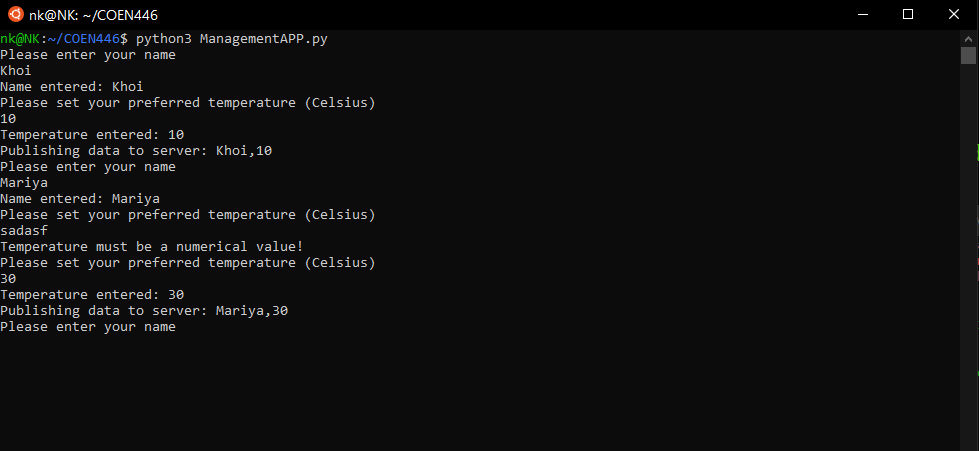 nk@NK: ~/COEN446
nk@NK:~/COEN446$ python3 ManagementAPP.py
Please enter your name
Khoi
Name entered: Khoi
Please set your preferred temperature (Celsius)
10
Temperature entered: 10
Publishing data to server: Khoi,10
Please enter your name
Mariya
Name entered: Mariya
Please set your preferred temperature (Celsius)
sadasf
Temperature must be a numerical value!
Please set your preferred temperature (Celsius)
30
Temperature entered: 30
Publishing data to server: Mariya,30
Please enter your name